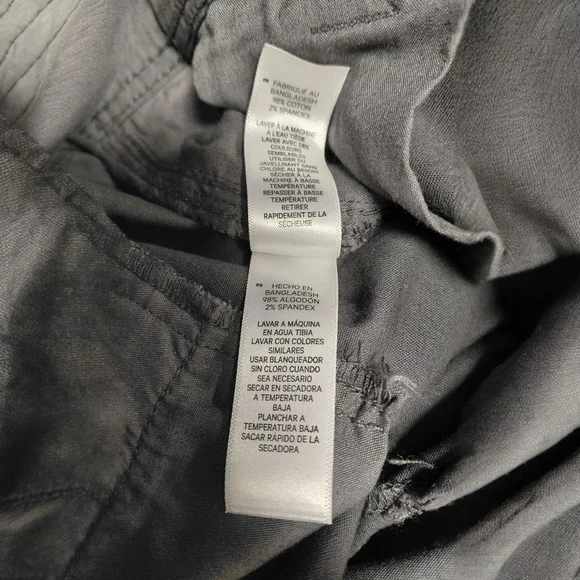 FR FABRIQUÉ AU
BANGLADESH
98% COTON
2% SPANDEX
LAVER À LA MACHINE
À L'EAU TIÈDE
LAVER AVEC DES
COULEURS
SEMBLABLES
UTILISER DU
JAVELLISANT SANS
CHLORE AU BESOIN
SÉCHER À LA
MACHINE À BASSE
TEMPÉRATURE
REPASSER À BASSE
TEMPÉRATURE
RETIRER
RAPIDEMENT DE LA
SÉCHEUSE
ES HECHO EN
BANGLADESH
98% ALGODÓN
2% SPANDEX
LAVAR A MÁQUINA
EN AGUA TIBIA
LAVAR CON COLORES
SIMILARES
USAR BLANQUEADOR
SIN CLORO CUANDO
SEA NECESARIO
SECAR EN SECADORA
A TEMPERATURA
BAJA
PLANCHAR A
TEMPERATURA BAJA
SACAR RÁPIDO DE LA
SECADORA